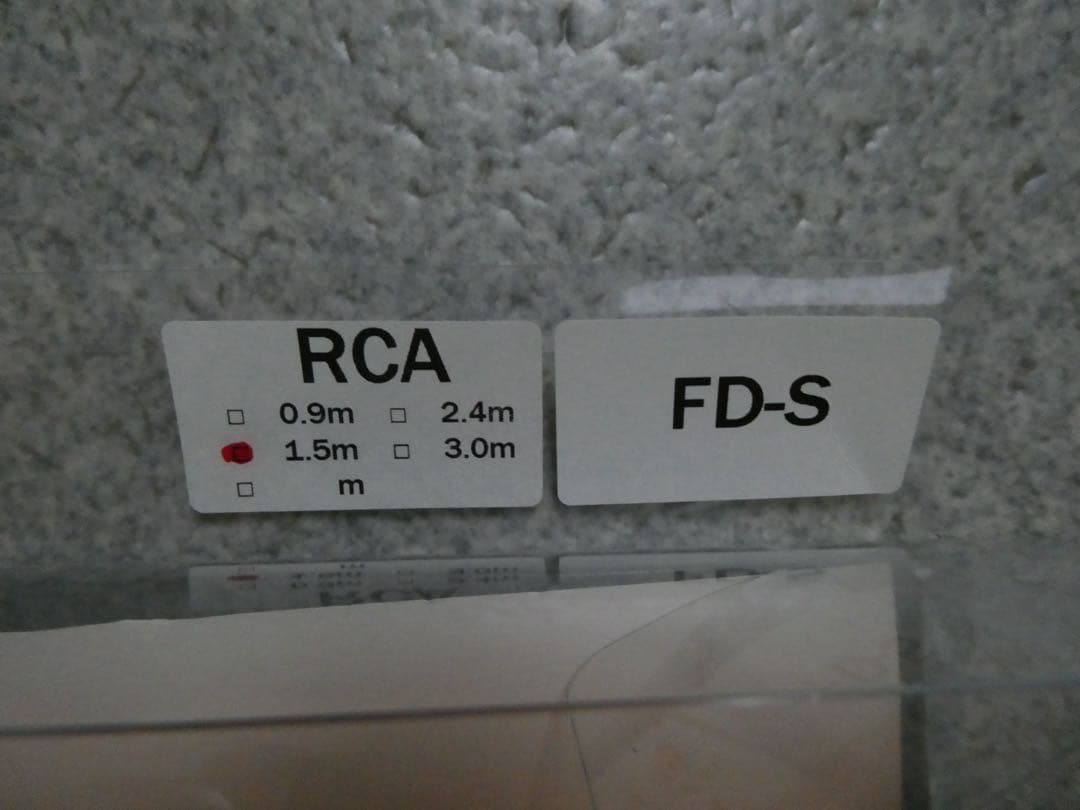 RCA
□ 0.9m □ 2.4m
■ 1.5m □ 3.0m
□ m
FD-S